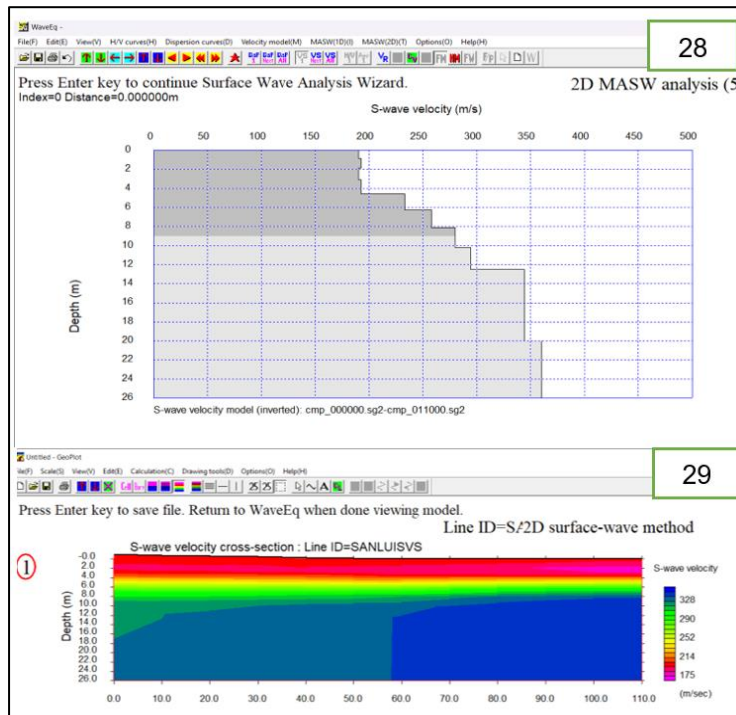 WaveEq -
28
File(F) Edit(E) View(V) H/V curves(H) Dispersion curves(D) Velocity model(M) MASW(1D)(I) MASW(2D)(T) Options(O) Help(H)
Press Enter key to continue Surface Wave Analysis Wizard.
2D MASW analysis (5
Index=0 Distance=0.000000m
S-wave velocity (m/s)
0 50 100 150 200 250 300 350 400 450 500
0
2
4
6
8
10
12
14
16
18
20
22
24
26
Depth (m)
S-wave velocity model (inverted): cmp_000000.sg2-cmp_011000.sg2
Untitled - GeoPlot
29
File(F) Scale(S) View(V) Edit(E) Calculation(C) Drawing tools(D) Options(O) Help(H)
Press Enter key to save file. Return to WaveEq when done viewing model.
2D surface-wave method
S-wave velocity cross-section : Line ID=SANLUISVS
1
-0.0
2.0
4.0
6.0
8.0
10.0
12.0
14.0
16.0
18.0
20.0
22.0
24.0
26.0
Depth (m)
0.0 10.0 20.0 30.0 40.0 50.0 60.0 70.0 80.0 90.0 100.0 110.0
S-wave velocity
328
290
252
214
175
(m/sec)